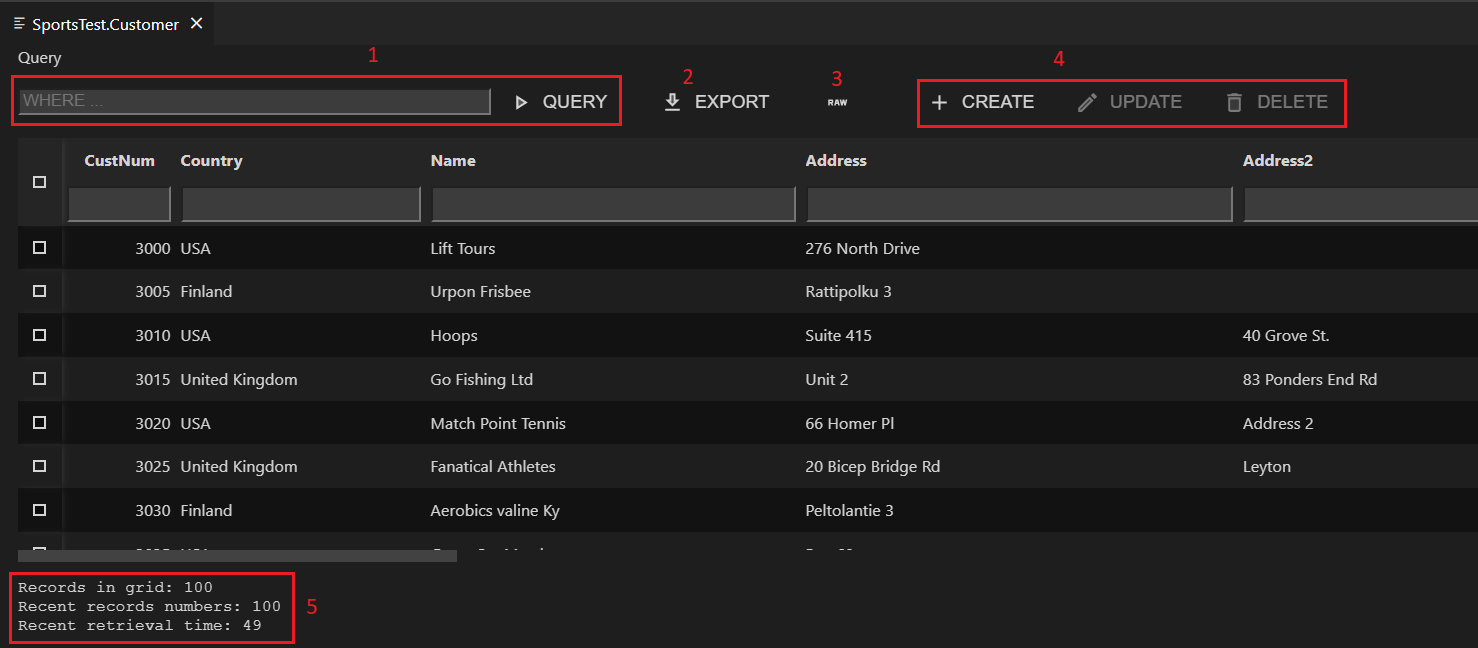 SportsTest.Customer
Query 1
2 3 4
WHERE ... QUERY EXPORT RAW CREATE UPDATE DELETE
CustNum Country Name Address Address2
3000 USA Lift Tours 276 North Drive
3005 Finland Urpon Frisbee Rattipolku 3
3010 USA Hoops Suite 415 40 Grove St.
3015 United Kingdom Go Fishing Ltd Unit 2 83 Ponders End Rd
3020 USA Match Point Tennis 66 Homer Pl Address 2
3025 United Kingdom Fanatical Athletes 20 Bicep Bridge Rd Leyton
3030 Finland Aerobics valine Ky Peltolantie 3
Records in grid: 100
Recent records numbers: 100 5
Recent retrieval time: 49